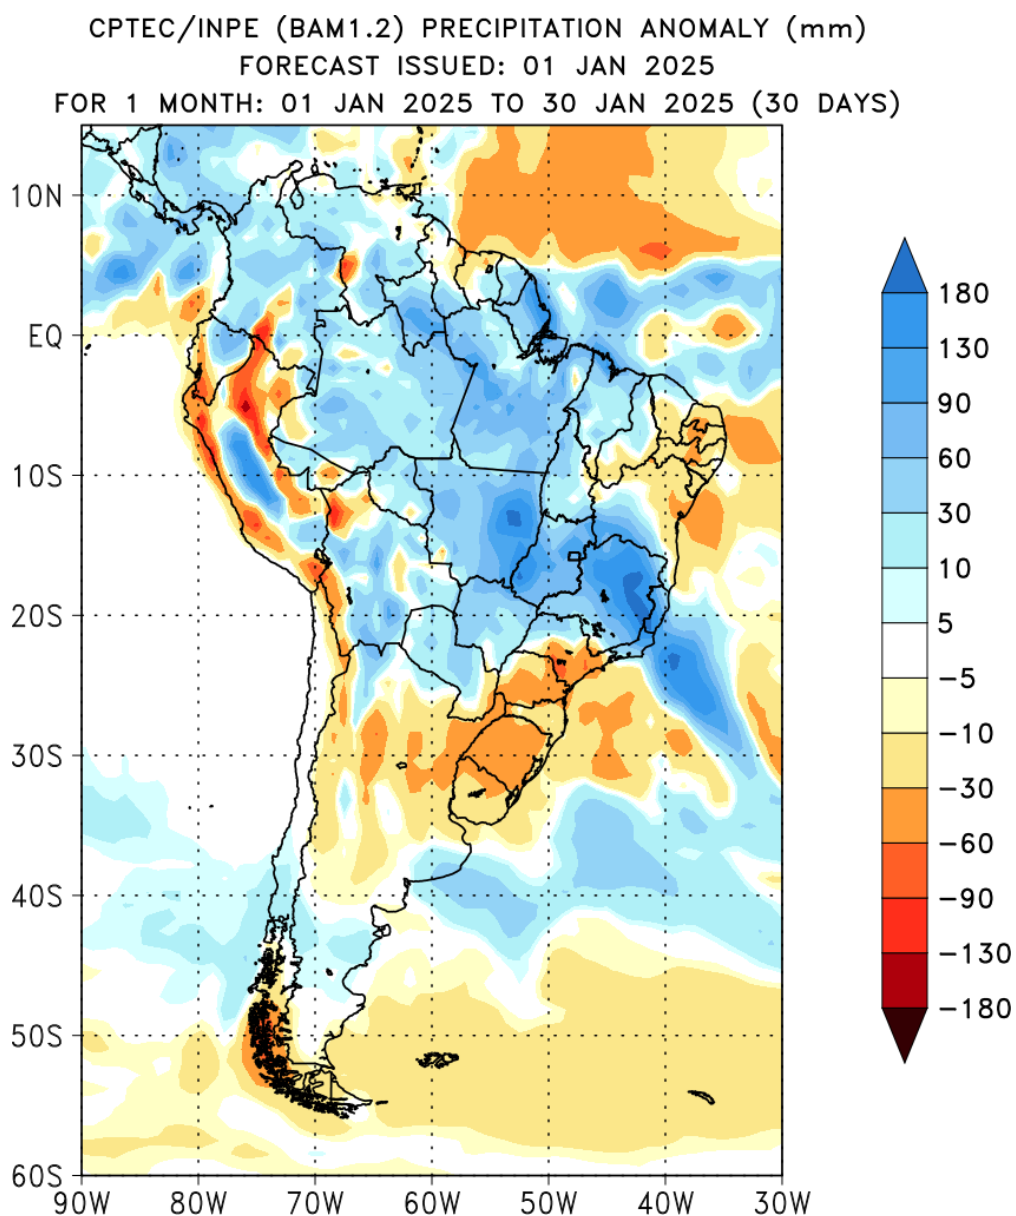 CPTEC/INPE (BAM1.2) PRECIPITATION ANOMALY (mm)
FORECAST ISSUED: 01 JAN 2025
FOR 1 MONTH: 01 JAN 2025 TO 30 JAN 2025 (30 DAYS)
10N
EQ
10S
20S
30S
40S
50S
60S
90W 80W 70W 60W 50W 40W 30W
180
130
90
60
30
10
5
−5
−10
−30
−60
−90
−130
−180